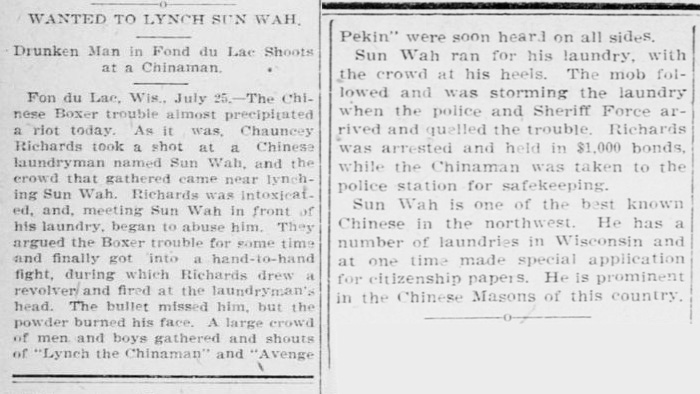 WANTED TO LYNCH SUN WAH.
Drunken Man in Fond du Lac Shoots
at a Chinaman.
Fon du Lac, Wis., July 25.—The Chi-
nese Boxer trouble almost precipitated
a riot today. As it was, Chauncey
Richards took a shot at a Chinese
laundryman named Sun Wah, and the
crowd that gathered came near lynch-
ing Sun Wah. Richards was intoxicat-
ed, and, meeting Sun Wah in front of
his laundry, began to abuse him. They
argued the Boxer trouble for some time
and finally got into a hand-to-hand
fight, during which Richards drew a
revolver and fired at the laundryman's
head. The bullet missed him, but the
powder burned his face. A large crowd
of men and boys gathered and shouts
of "Lynch the Chinaman" and "Avenge
Pekin" were soon heard on all sides.
Sun Wah ran for his laundry, with
the crowd at his heels. The mob fol-
lowed and was storming the laundry
when the police and Sheriff Force ar-
rived and quelled the trouble. Richards
was arrested and held in $1,000 bonds,
while the Chinaman was taken to the
police station for safekeeping.
Sun Wah is one of the best known
Chinese in the northwest. He has a
number of laundries in Wisconsin and
at one time made special application
for citizenship papers. He is prominent
in the Chinese Masons of this country.